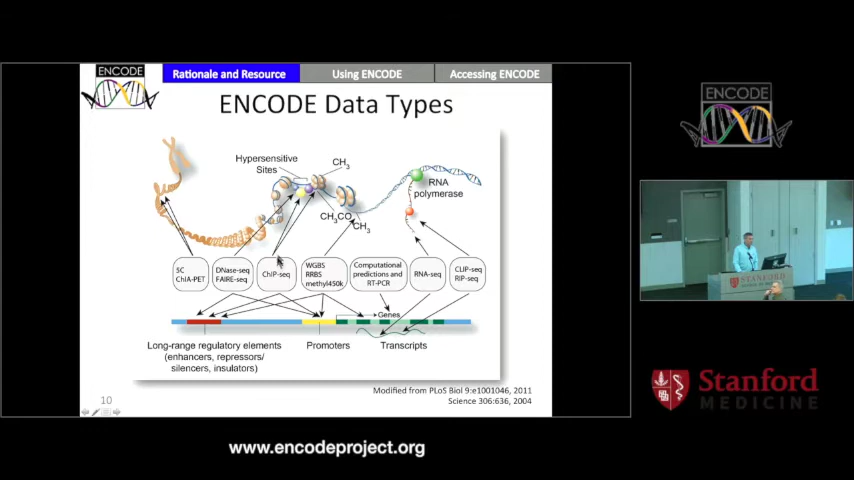 ENCODE
Rationale and Resource
Using ENCODE
Accessing ENCODE
ENCODE Data Types
Hypersensitive
Sites
CH3
RNA
polymerase
CH3CO
CH3
5C
ChIA-PET
DNase-seq
FAIRE-seq
ChIP-seq
WGBS
RRBS
methyl450k
Computational
predictions and
RT-PCR
RNA-seq
CLIP-seq
RIP-seq
Genes
Long-range regulatory elements
(enhancers, repressors/
silencers, insulators)
Promoters
Transcripts
Modified from PLoS Biol 9:e1001046, 2011
Science 306:636, 2004
10
ENCODE
STANFORD
Stanford
MEDICINE
www.encodeproject.org